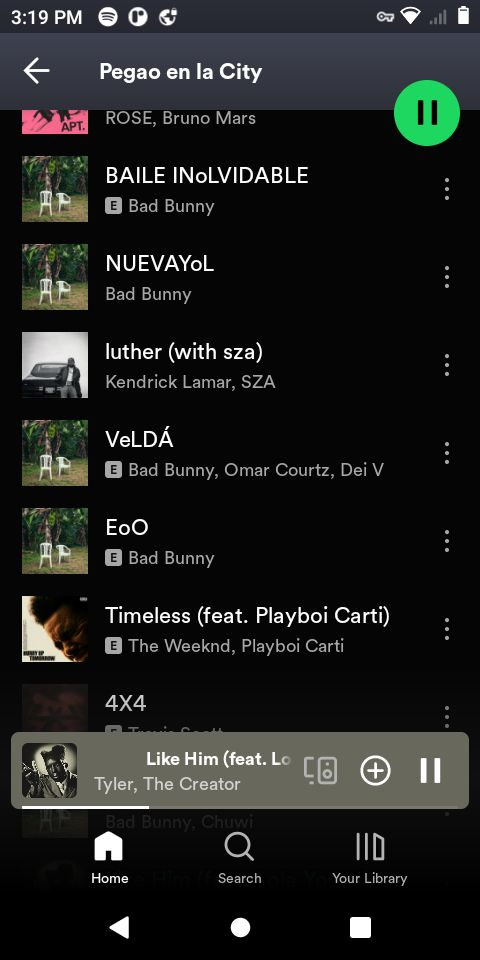 3:19 PM
Pegao en la City
APT.
ROSE, Bruno Mars
BAILE INoLVIDABLE
E Bad Bunny
NUEVAYoL
Bad Bunny
luther (with sza)
Kendrick Lamar, SZA
VeLDÁ
E Bad Bunny, Omar Courtz, Dei V
EoO
E Bad Bunny
HURRY UP
TOMORROW
Timeless (feat. Playboi Carti)
E The Weeknd, Playboi Carti
4X4
E Travis Scott
Like Him (feat. Lo
Tyler, The Creator
Bad Bunny, Chuwi
Home
Search
Your Library